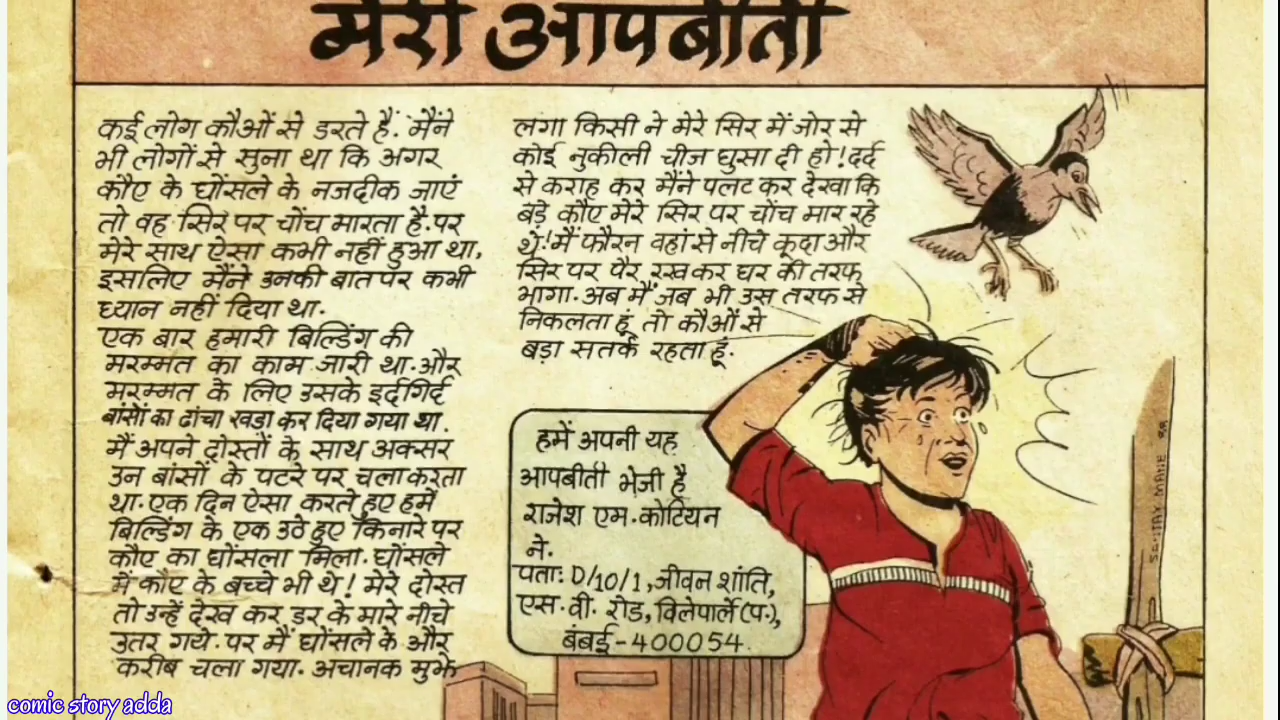 मेरी आपबीती
कई लोग कौओं से डरते हैं. मैंने
भी लोगों से सुना था कि अगर
कौए के घोंसले के नजदीक जाएं
तो वह सिर पर चोंच मारता है. पर
मेरे साथ ऐसा कभी नहीं हुआ था,
इसलिए मैंने उनकी बात पर कभी
ध्यान नहीं दिया था.
एक बार हमारी बिल्डिंग की
मरम्मत का काम जारी था. और
मरम्मत के लिए उसके इर्दगिर्द
बांसों का ढांचा खड़ा कर दिया गया था.
मैं अपने दोस्तों के साथ अक्सर
उन बांसों के पटरे पर चला करता
था. एक दिन ऐसा करते हुए हमें
बिल्डिंग के एक उठे हुए किनारे पर
कौए का घोंसला मिला. घोंसले
में कौए के बच्चे भी थे! मेरे दोस्त
तो उन्हें देख कर डर के मारे नीचे
उतर गये. पर मैं घोंसले के और
करीब चला गया. अचानक मुझे
लगा किसी ने मेरे सिर में जोर से
कोई नुकीली चीज घुसा दी हो! दर्द
से कराह कर मैंने पलट कर देखा कि
बड़े कौए मेरे सिर पर चोंच मार रहे
थे! मैं फौरन वहां से नीचे कूदा और
सिर पर पैर रख कर घर की तरफ
भागा. अब मैं जब भी उस तरफ से
निकलता हूं तो कौओं से
बड़ा सतर्क रहता हूं.
हमें अपनी यह
आपबीती भेजी है
राजेश एम. कोटियन
ने.
पता: D/10/1, जीवन शांति,
एस. वी. रोड, विलेपार्ले (प.),
बंबई-400054.
comic story adda